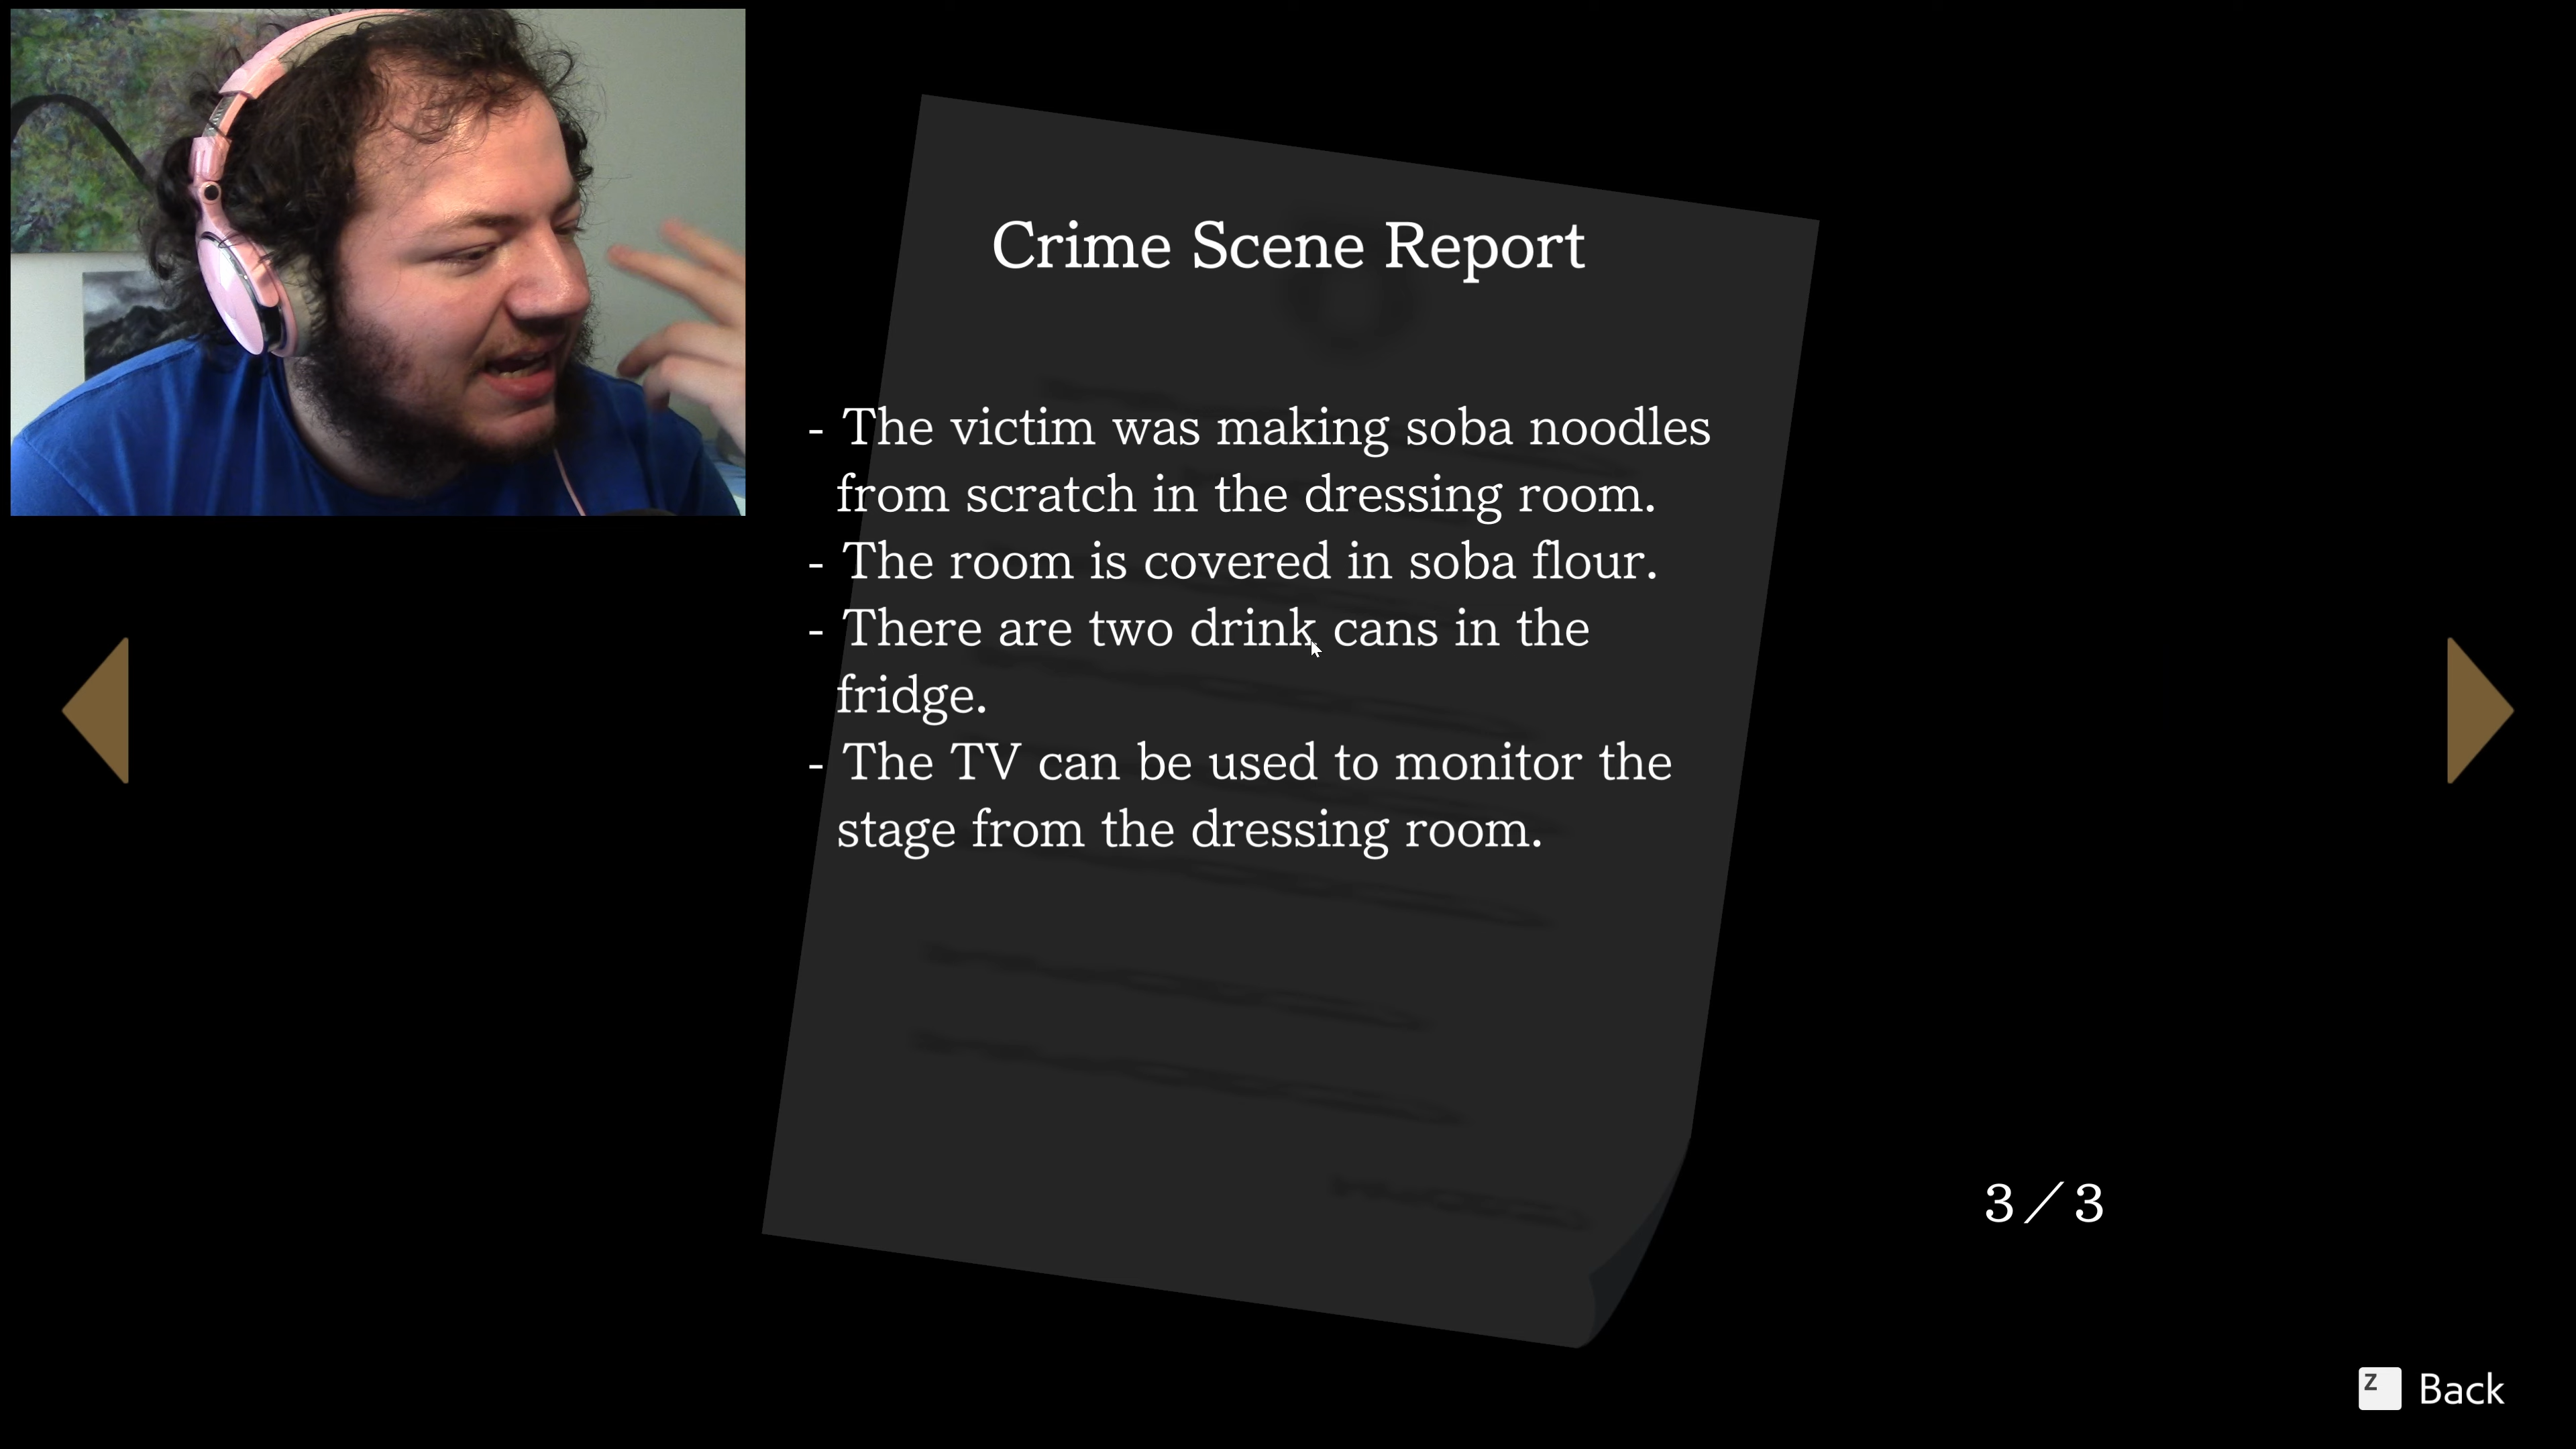 Crime Scene Report
- The victim was making soba noodles
from scratch in the dressing room.
- The room is covered in soba flour.
- There are two drink cans in the
fridge.
- The TV can be used to monitor the
stage from the dressing room.
3/3
Z Back